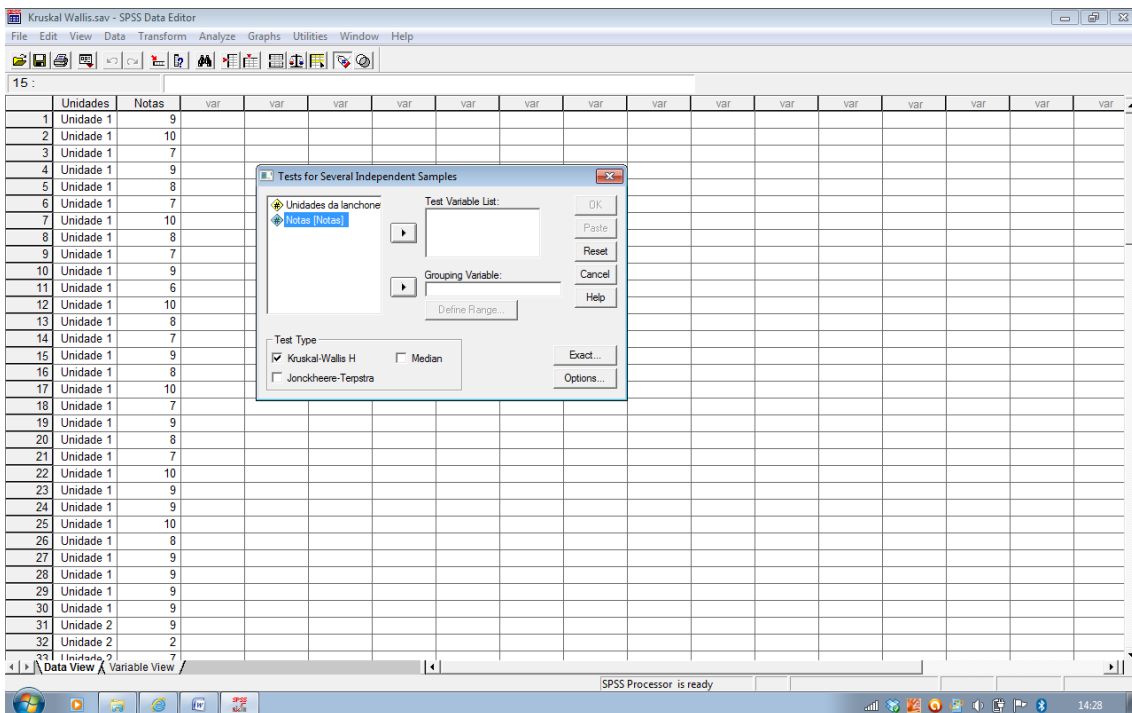 Kruskal Wallis.sav - SPSS Data Editor
File Edit View Data Transform Analyze Graphs Utilities Window Help
15 :
Unidades Notas var var var var var var var var var var var var var var var
1 Unidade 1 9
2 Unidade 1 10
3 Unidade 1 7
4 Unidade 1 9
5 Unidade 1 8
6 Unidade 1 7
7 Unidade 1 10
8 Unidade 1 8
9 Unidade 1 7
10 Unidade 1 9
11 Unidade 1 6
12 Unidade 1 10
13 Unidade 1 8
14 Unidade 1 7
15 Unidade 1 9
16 Unidade 1 8
17 Unidade 1 10
18 Unidade 1 7
19 Unidade 1 9
20 Unidade 1 8
21 Unidade 1 7
22 Unidade 1 10
23 Unidade 1 9
24 Unidade 1 9
25 Unidade 1 10
26 Unidade 1 8
27 Unidade 1 9
28 Unidade 1 9
29 Unidade 1 9
30 Unidade 1 9
31 Unidade 2 9
32 Unidade 2 2
33 Unidade 2 7
Tests for Several Independent Samples
Unidades da lanchone
Notas [Notas]
Test Variable List:
Grouping Variable:
Define Range...
OK
Paste
Reset
Cancel
Help
Test Type
Kruskal-Wallis H Median
Jonckheere-Terpstra
Exact...
Options...
Data View Variable View
SPSS Processor is ready
14:28